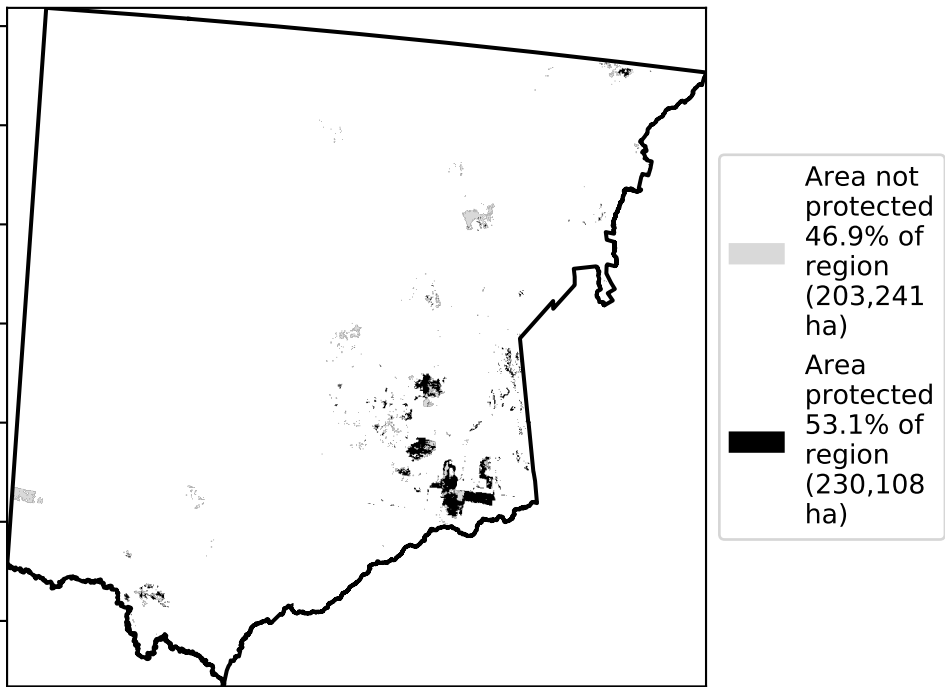 Area not
protected
46.9% of
region
(203,241
ha)
Area
protected
53.1% of
region
(230,108
ha)